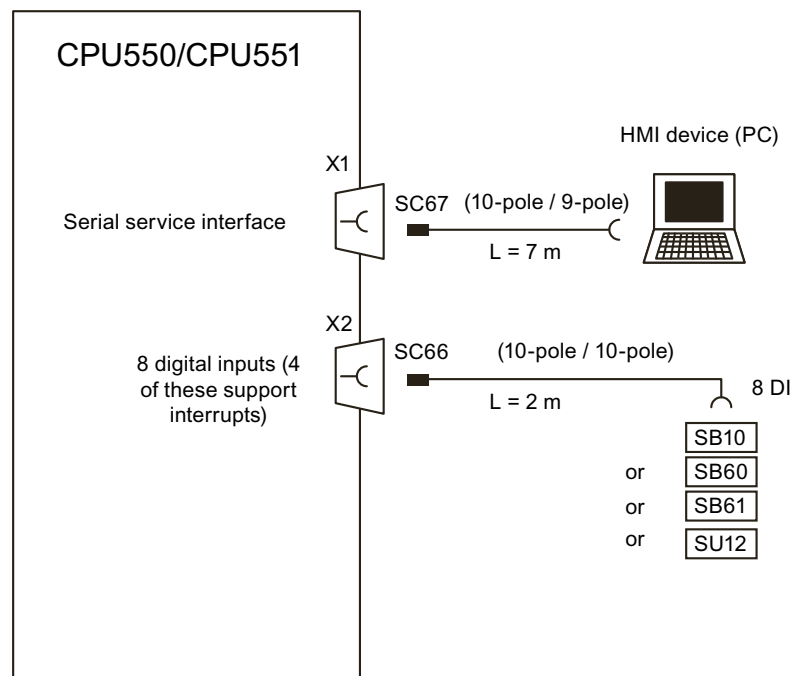 CPU550/CPU551
HMI device (PC)
X1
SC67 (10-pole / 9-pole)
Serial service interface
L = 7 m
X2
SC66 (10-pole / 10-pole)
8 digital inputs (4
of these support
interrupts)
L = 2 m
8 DI
SB10
or SB60
or SB61
or SU12